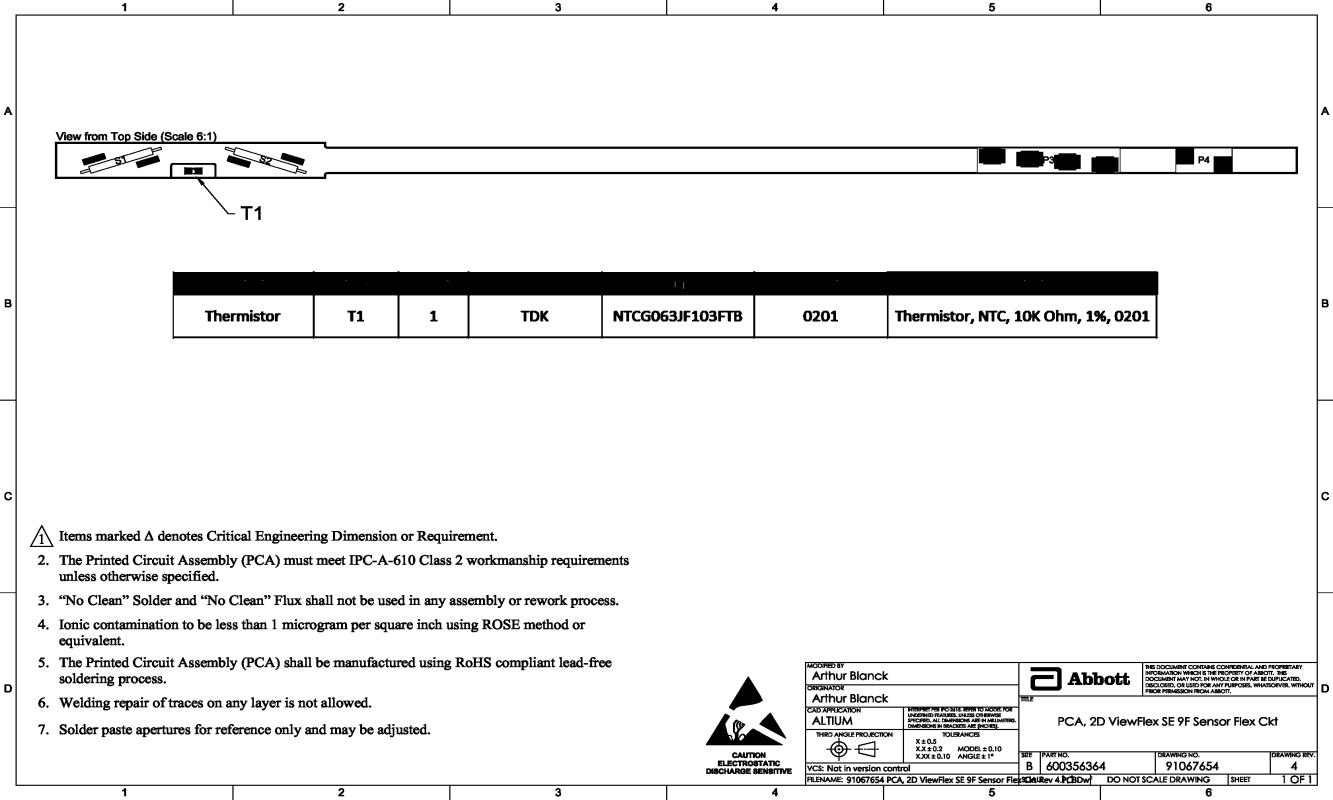 1 2 3 4 5 6
A A
View from Top Side (Scale 6:1)
S1 S2 P3 P4
T1
B B
Thermistor T1 1 TDK NTCG063JF103FTB 0201 Thermistor, NTC, 10K Ohm, 1%, 0201
C C
1 Items marked Δ denotes Critical Engineering Dimension or Requirement.
2. The Printed Circuit Assembly (PCA) must meet IPC-A-610 Class 2 workmanship requirements
unless otherwise specified.
3. “No Clean” Solder and “No Clean” Flux shall not be used in any assembly or rework process.
4. Ionic contamination to be less than 1 microgram per square inch using ROSE method or
equivalent.
5. The Printed Circuit Assembly (PCA) shall be manufactured using RoHS compliant lead-free
soldering process.
6. Welding repair of traces on any layer is not allowed.
7. Solder paste apertures for reference only and may be adjusted.
D D
CAUTION
ELECTROSTATIC
DISCHARGE SENSITIVE
MODIFIED BY
Arthur Blanck
ORIGINATOR
Arthur Blanck
CAD APPLICATION
ALTIUM
INTERPRET PER IPC-2615. REFER TO MODEL FOR
UNDEFINED FEATURES. UNLESS OTHERWISE
SPECIFIED, ALL DIMENSIONS ARE IN MILLIMETERS.
DIMENSIONS IN BRACKETS ARE [INCHES].
THIRD ANGLE PROJECTION
TOLERANCES
X ± 0.5
X.X ± 0.2 MODEL ± 0.10
X.XX ± 0.10 ANGLE ± 1°
VCS: Not in version control
Abbott
THIS DOCUMENT CONTAINS CONFIDENTIAL AND PROPRIETARY
INFORMATION WHICH IS THE PROPERTY OF ABBOTT. THIS
DOCUMENT MAY NOT, IN WHOLE OR IN PART BE DUPLICATED,
DISCLOSED, OR USED FOR ANY PURPOSES, WHATSOEVER, WITHOUT
PRIOR PERMISSION FROM ABBOTT.
TITLE
PCA, 2D ViewFlex SE 9F Sensor Flex Ckt
SIZE PART NO. DRAWING NO. DRAWING REV.
B 600356364 91067654 4
FILENAME: 91067654 PCA, 2D ViewFlex SE 9F Sensor Flex Ckt Rev 4.PCBDwf DO NOT SCALE DRAWING SHEET 1 OF 1
1 2 3 4 5 6